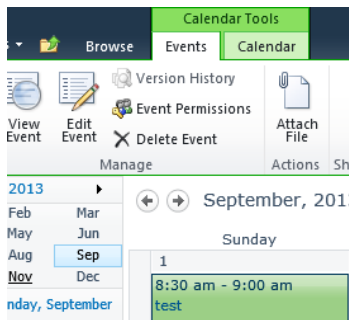 Calendar Tools
Browse Events Calendar
View Event
Edit Event
Version History
Event Permissions
Delete Event
Attach File
Manage
Actions
2013
Feb Mar
May Jun
Aug Sep
Nov Dec
September, 201
Sunday
1
8:30 am - 9:00 am
test